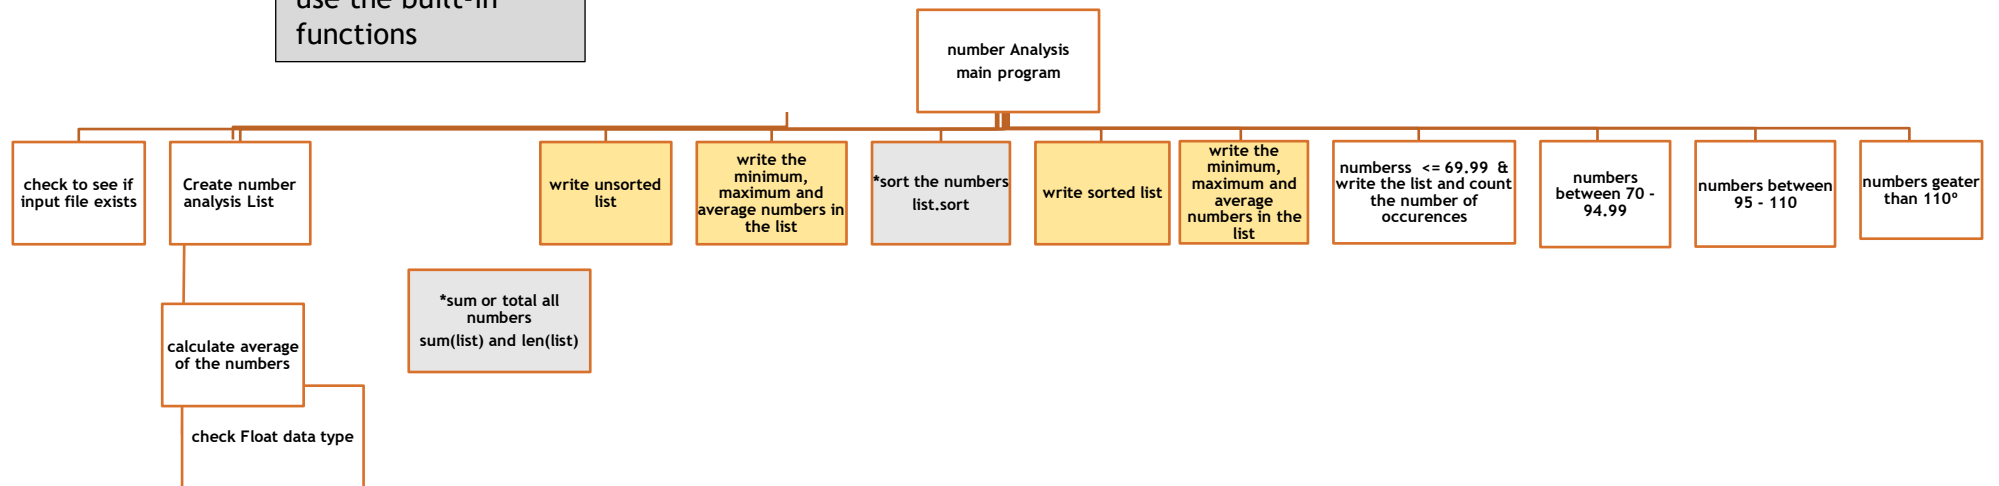 use the built-in
functions
number Analysis
main program
check to see if
input file exists
Create number
analysis List
write unsorted
list
write the
minimum,
maximum and
average numbers in
the list
*sort the numbers
list.sort
write sorted list
write the
minimum,
maximum and
average
numbers in the
list
numberss <= 69.99 &
write the list and count
the number of
occurences
numbers
between 70 -
94.99
numbers between
95 - 110
numbers geater
than 110°
*sum or total all
numbers
sum(list) and len(list)
calculate average
of the numbers
check Float data type